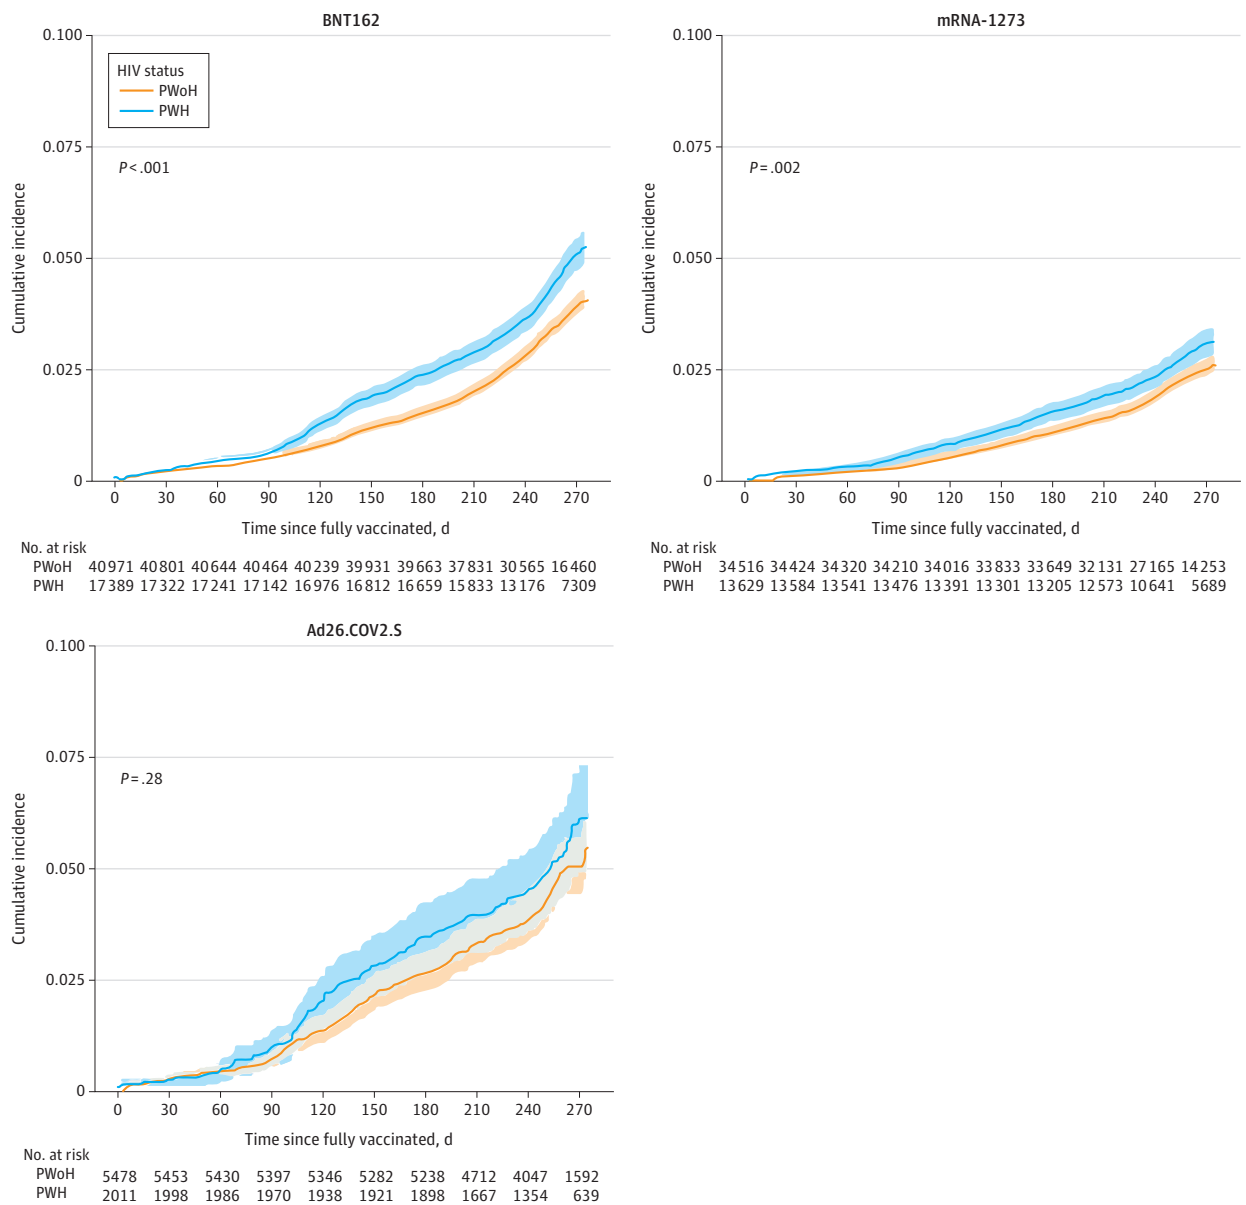 BNT162
0.100
0.075
0.050
0.025
0
Cumulative incidence
HIV status
PWoH
PWH
P < .001
0 30 60 90 120 150 180 210 240 270
Time since fully vaccinated, d
No. at risk
PWoH 40 971 40 801 40 644 40 464 40 239 39 931 39 663 37 831 30 565 16 460
PWH 17 389 17 322 17 241 17 142 16 976 16 812 16 659 15 833 13 176 7309
mRNA-1273
0.100
0.075
0.050
0.025
0
Cumulative incidence
P = .002
0 30 60 90 120 150 180 210 240 270
Time since fully vaccinated, d
No. at risk
PWoH 34 516 34 424 34 320 34 210 34 016 33 833 33 649 32 131 27 165 14 253
PWH 13 629 13 584 13 541 13 476 13 391 13 301 13 205 12 573 10 641 5689
Ad26.COV2.S
0.100
0.075
0.050
0.025
0
Cumulative incidence
P = .28
0 30 60 90 120 150 180 210 240 270
Time since fully vaccinated, d
No. at risk
PWoH 5478 5453 5430 5397 5346 5282 5238 4712 4047 1592
PWH 2011 1998 1986 1970 1938 1921 1898 1667 1354 639